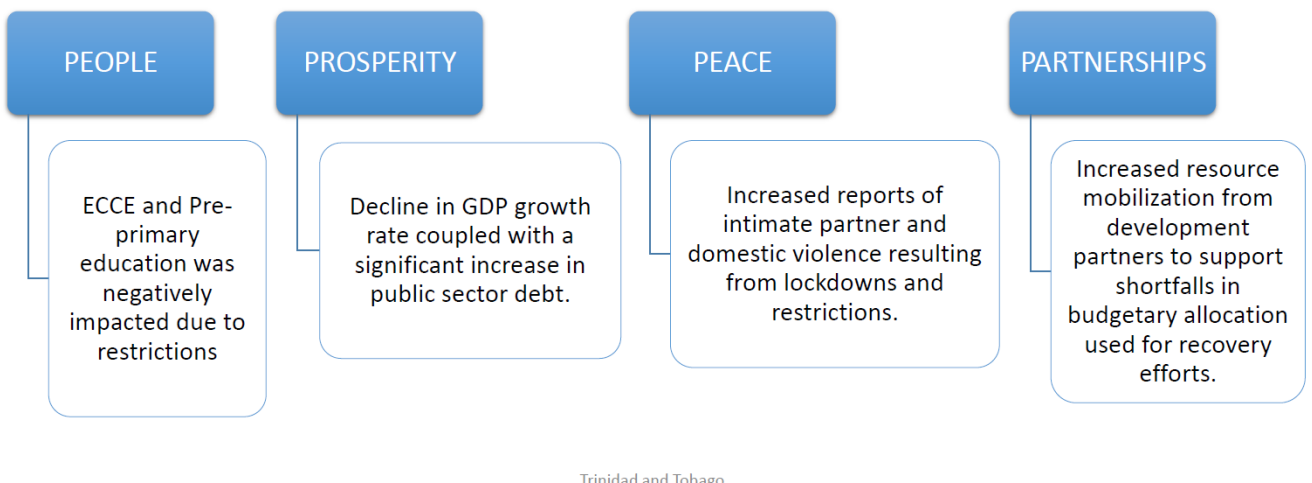 PEOPLE
ECCE and Pre-
primary
education was
negatively
impacted due to
restrictions
PROSPERITY
Decline in GDP growth
rate coupled with a
significant increase in
public sector debt.
PEACE
Increased reports of
intimate partner and
domestic violence resulting
from lockdowns and
restrictions.
PARTNERSHIPS
Increased resource
mobilization from
development
partners to support
shortfalls in
budgetary allocation
used for recovery
efforts.
Trinidad and Tobago